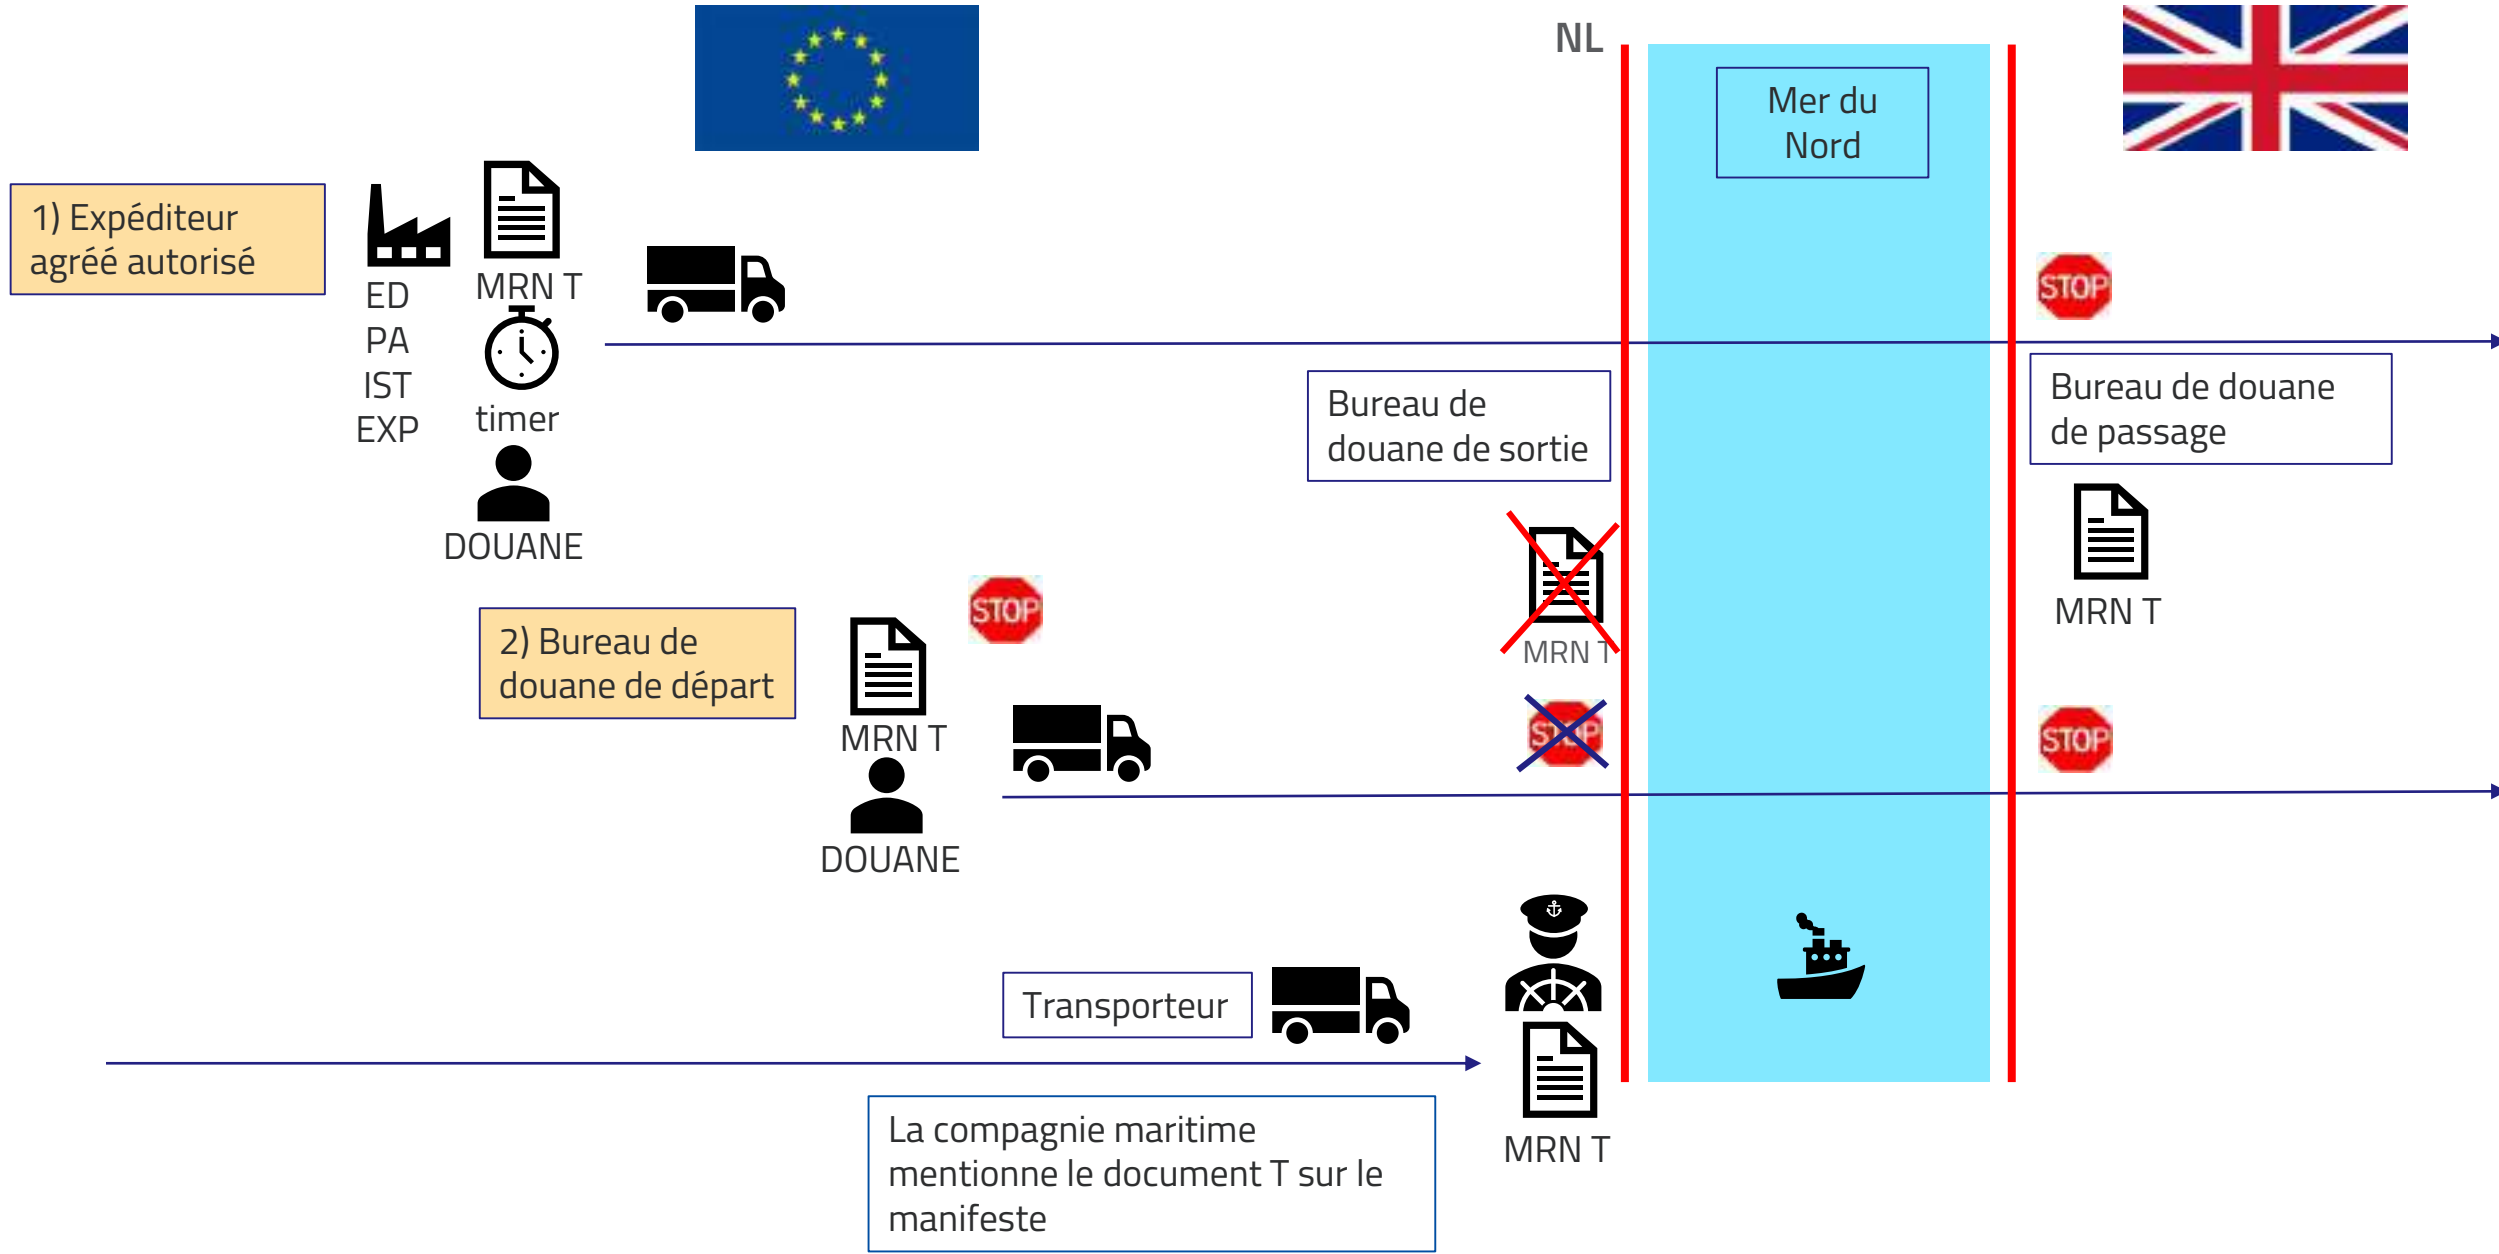 NL
Mer du
Nord
1) Expéditeur
agréé autorisé
ED
PA
IST
EXP
MRN T
timer
DOUANE
STOP
Bureau de
douane de sortie
Bureau de douane
de passage
MRN T
MRN T
STOP
2) Bureau de
douane de départ
MRN T
DOUANE
STOP
STOP
Transporteur
MRN T
La compagnie maritime
mentionne le document T sur le
manifeste